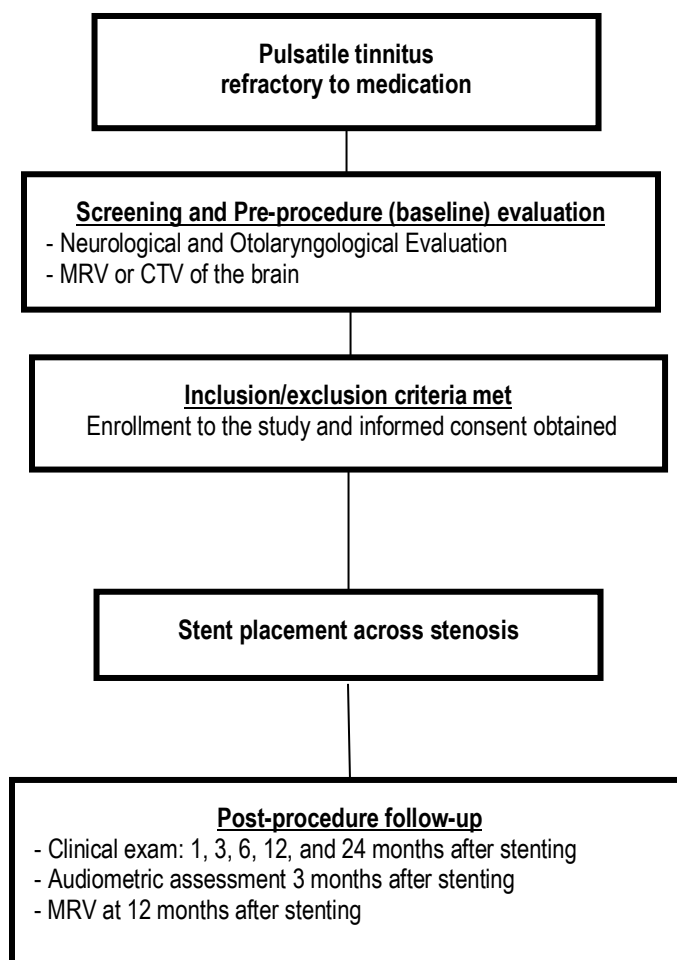 Pulsatile tinnitus
refractory to medication
Screening and Pre-procedure (baseline) evaluation
- Neurological and Otolaryngological Evaluation
- MRV or CTV of the brain
Inclusion/exclusion criteria met
Enrollment to the study and informed consent obtained
Stent placement across stenosis
Post-procedure follow-up
- Clinical exam: 1, 3, 6, 12, and 24 months after stenting
- Audiometric assessment 3 months after stenting
- MRV at 12 months after stenting